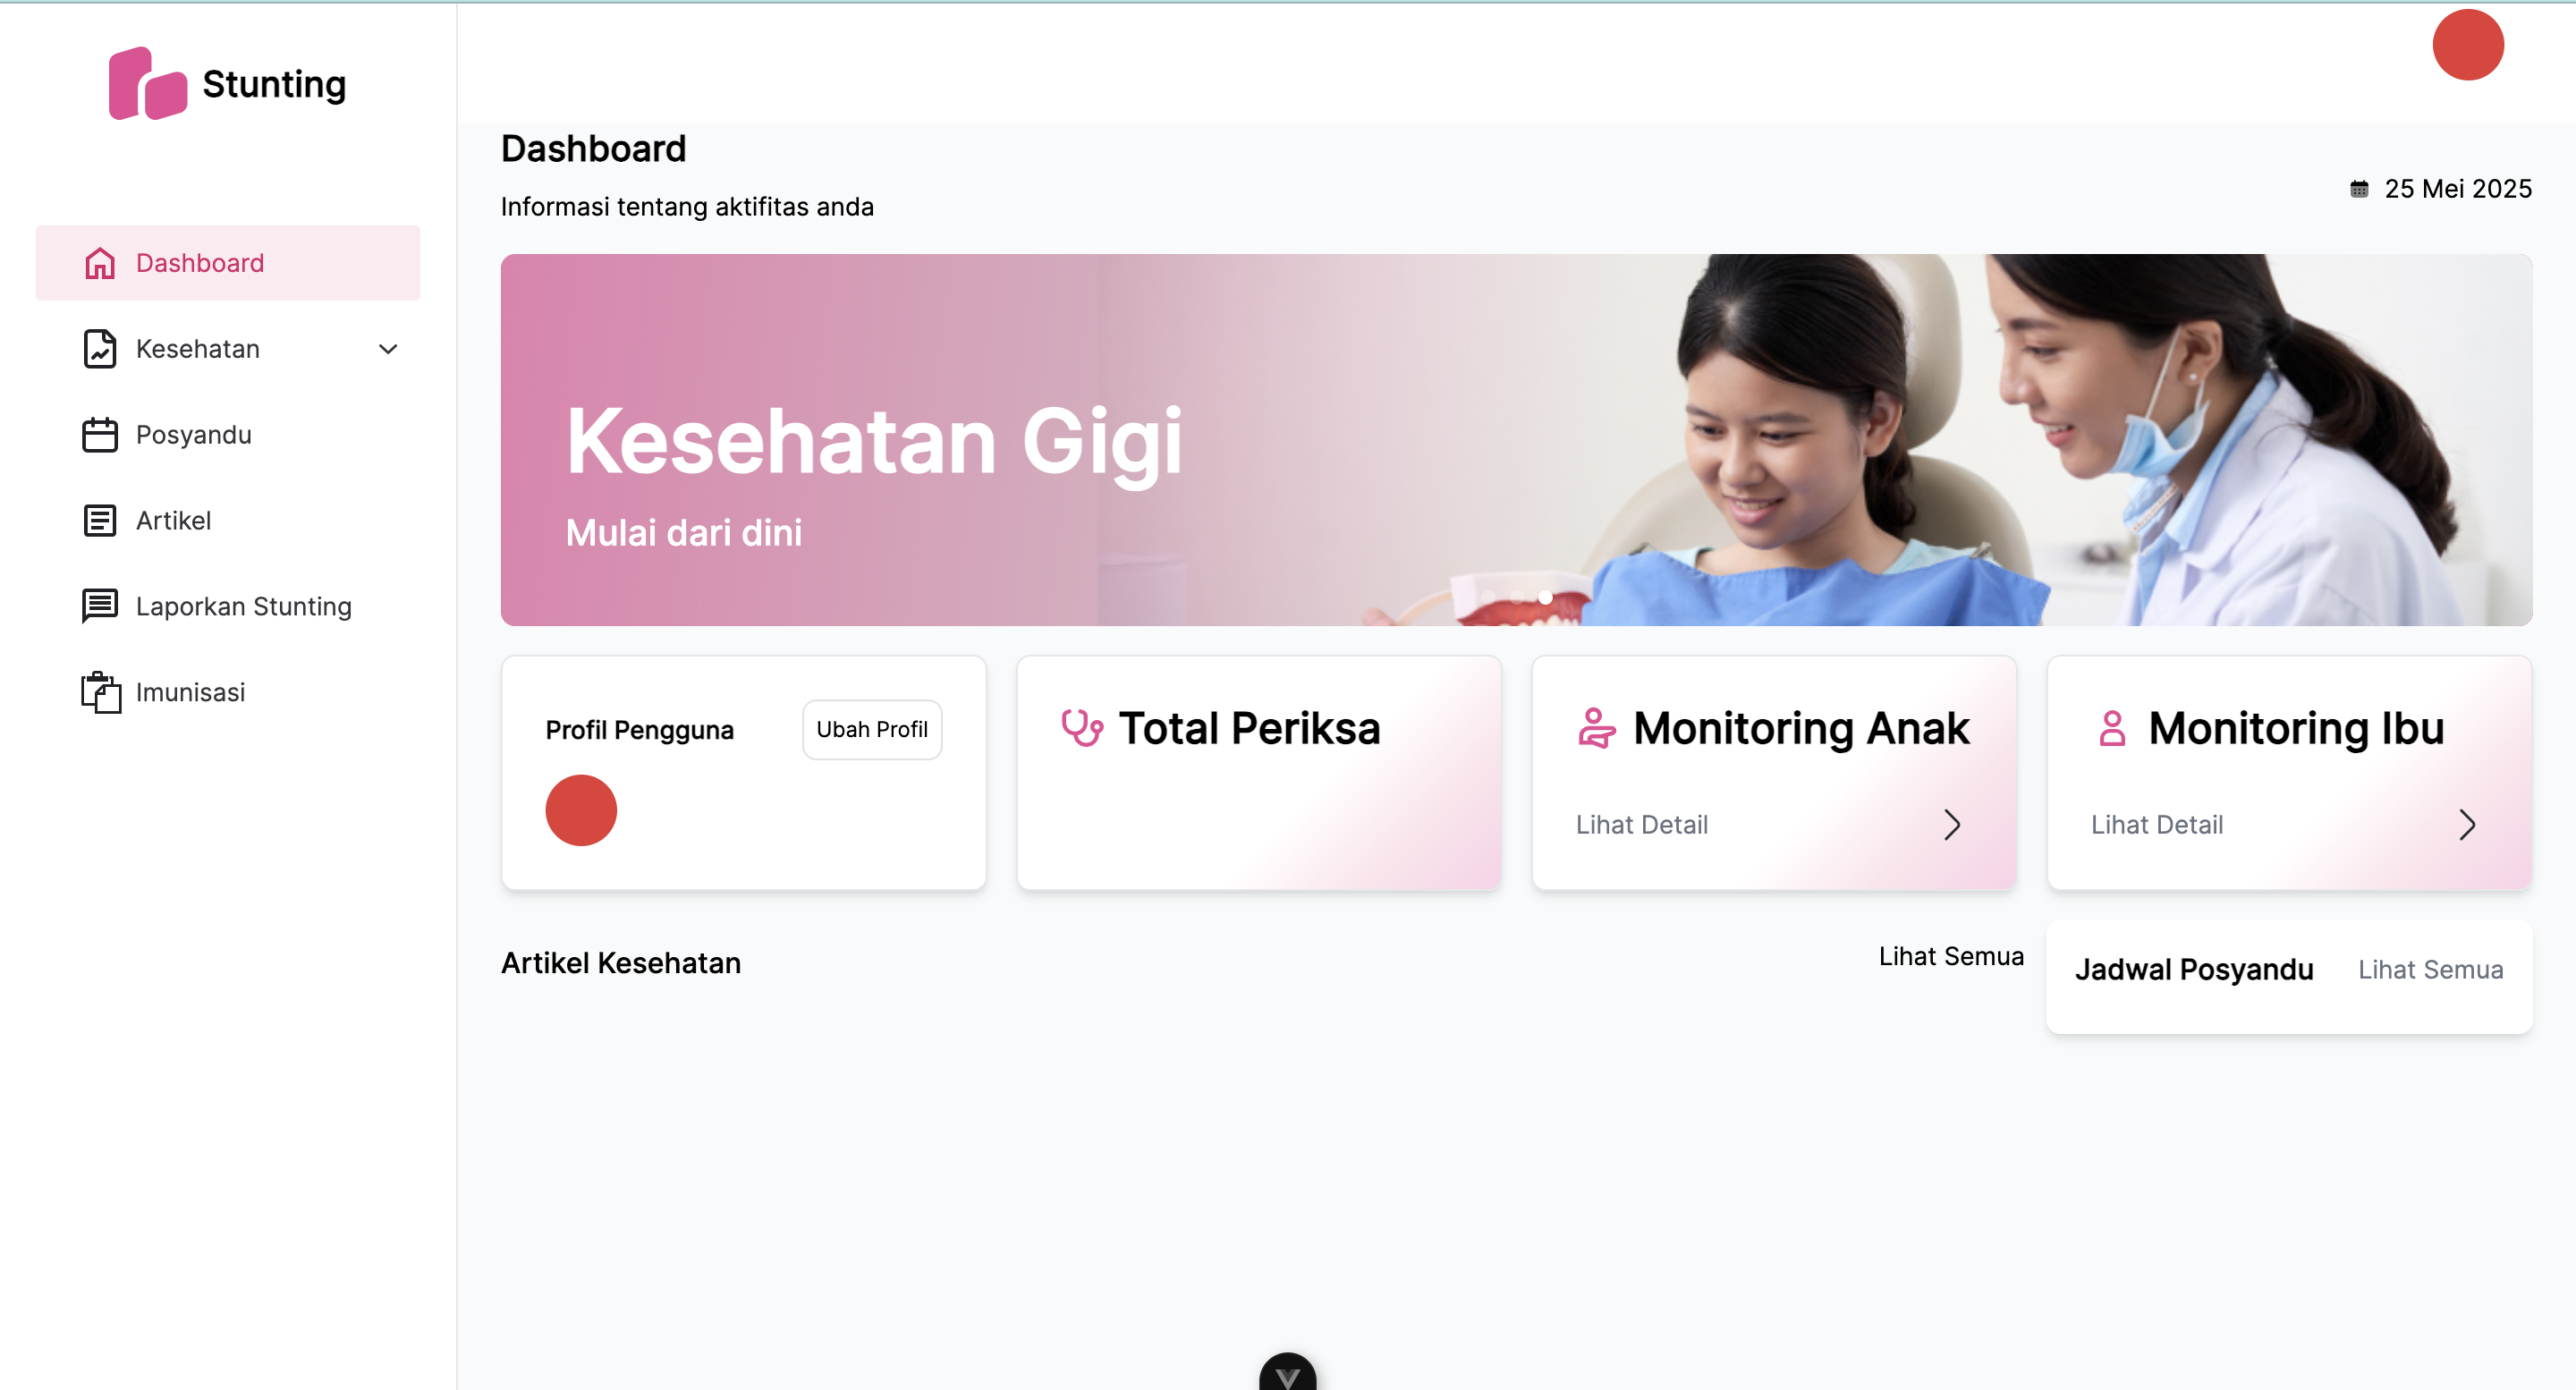 Stunting
Dashboard
Kesehatan
Posyandu
Artikel
Laporkan Stunting
Imunisasi
Dashboard
Informasi tentang aktifitas anda
25 Mei 2025
Kesehatan Gigi
Mulai dari dini
Profil Pengguna
Ubah Profil
Total Periksa
Monitoring Anak
Lihat Detail
Monitoring Ibu
Lihat Detail
Artikel Kesehatan
Lihat Semua
Jadwal Posyandu
Lihat Semua